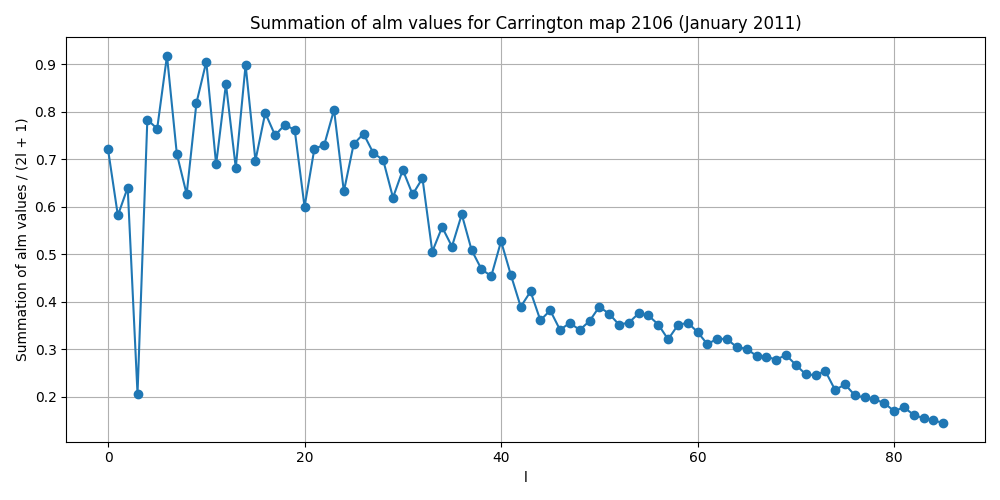 Summation of alm values for Carrington map 2106 (January 2011)
Summation of alm values / (2l + 1)
0.9
0.8
0.7
0.6
0.5
0.4
0.3
0.2
0 20 40 60 80
l